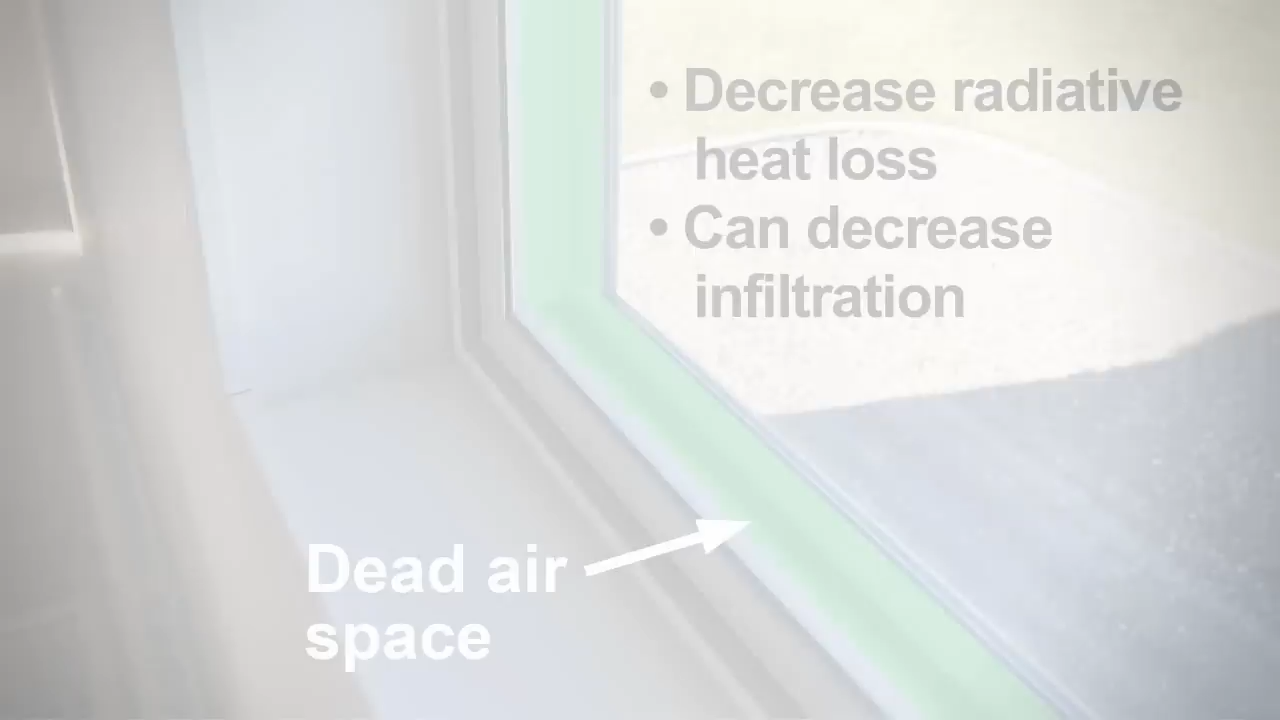 • Decrease radiative
heat loss
• Can decrease
infiltration
Dead air
space